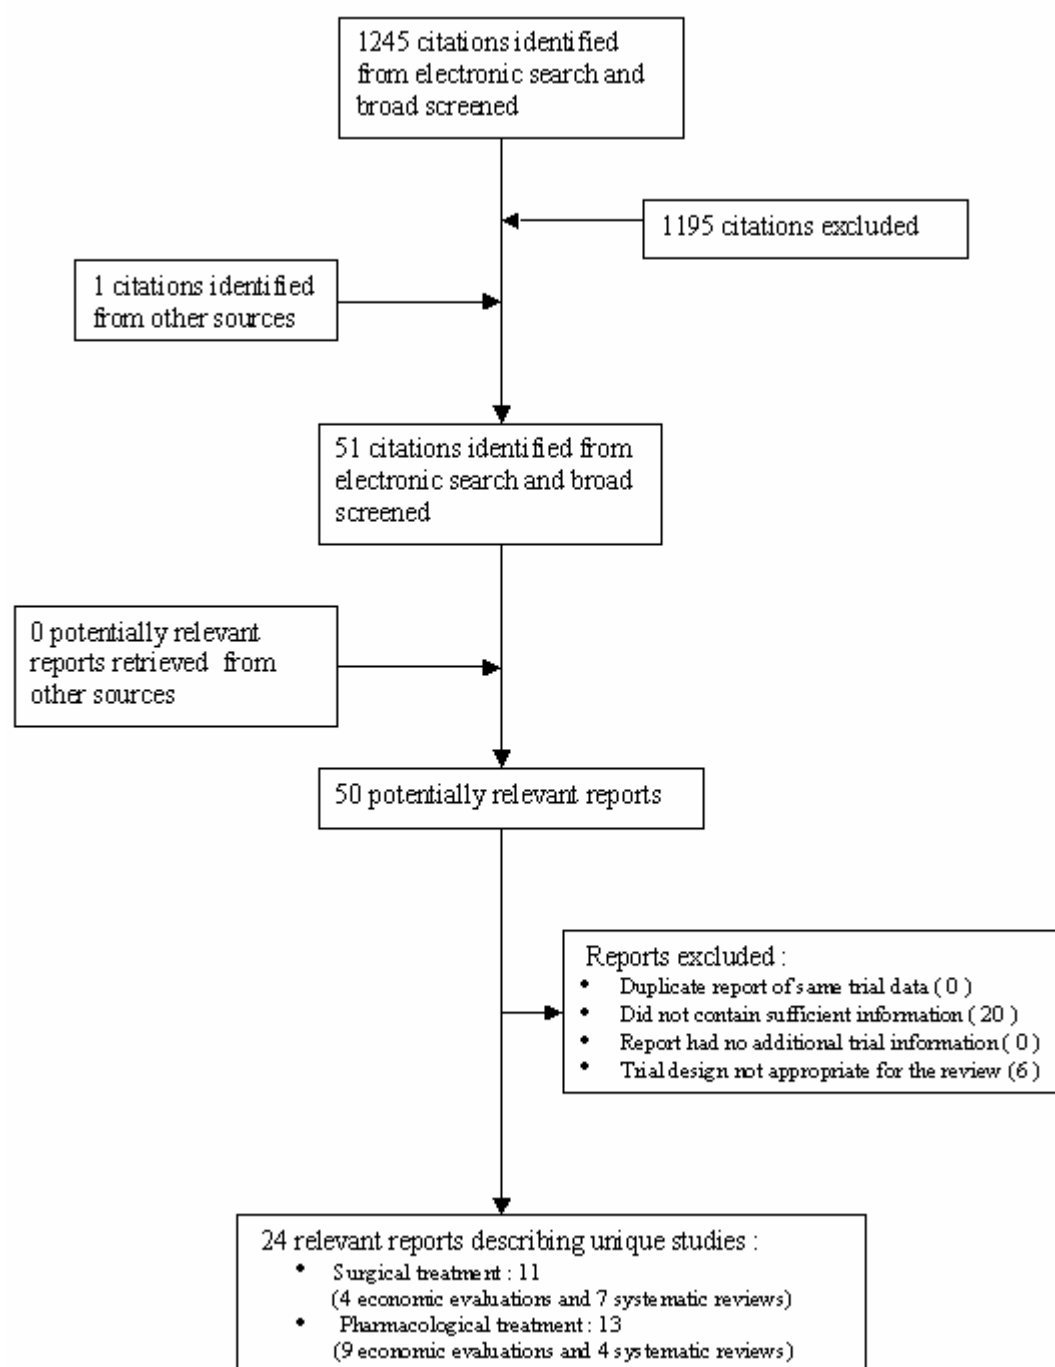 1245 citations identified
from electronic search and
broad screened
1195 citations excluded
1 citations identified
from other sources
51 citations identified from
electronic search and broad
screened
0 potentially relevant
reports retrieved from
other sources
50 potentially relevant reports
Reports excluded :
• Duplicate report of same trial data ( 0 )
• Did not contain sufficient information ( 20 )
• Report had no additional trial information ( 0 )
• Trial design not appropriate for the review (6 )
24 relevant reports describing unique studies :
• Surgical treatment : 11
(4 economic evaluations and 7 systematic reviews)
• Pharmacological treatment : 13
(9 economic evaluations and 4 systematic reviews)